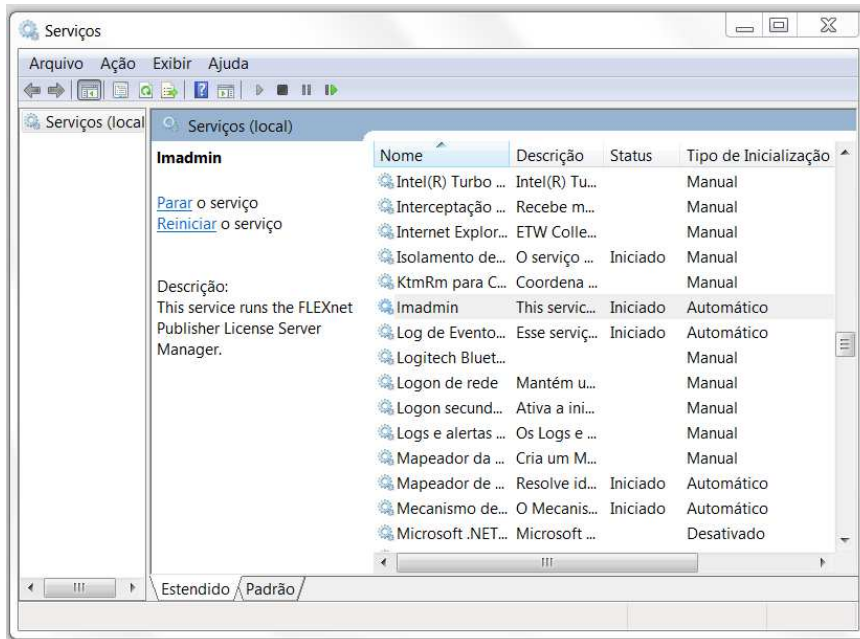 Serviços
Arquivo Ação Exibir Ajuda
Serviços (local
Serviços (local)
lmadmin
Parar o serviço
Reiniciar o serviço
Descrição:
This service runs the FLEXnet
Publisher License Server
Manager.
Nome Descrição Status Tipo de Inicialização
Intel(R) Turbo ... Intel(R) Tu... Manual
Interceptação ... Recebe m... Manual
Internet Explor... ETW Colle... Manual
Isolamento de... O serviço ... Iniciado Manual
KtmRm para C... Coordena ... Manual
lmadmin This servic... Iniciado Automático
Log de Evento... Esse serviç... Iniciado Automático
Logitech Bluet... Manual
Logon de rede Mantém u... Manual
Logon secund... Ativa a ini... Manual
Logs e alertas ... Os Logs e ... Manual
Mapeador da ... Cria um M... Manual
Mapeador de ... Resolve id... Iniciado Automático
Mecanismo de... O Mecanis... Iniciado Automático
Microsoft .NET... Microsoft ... Desativado
Estendido Padrão